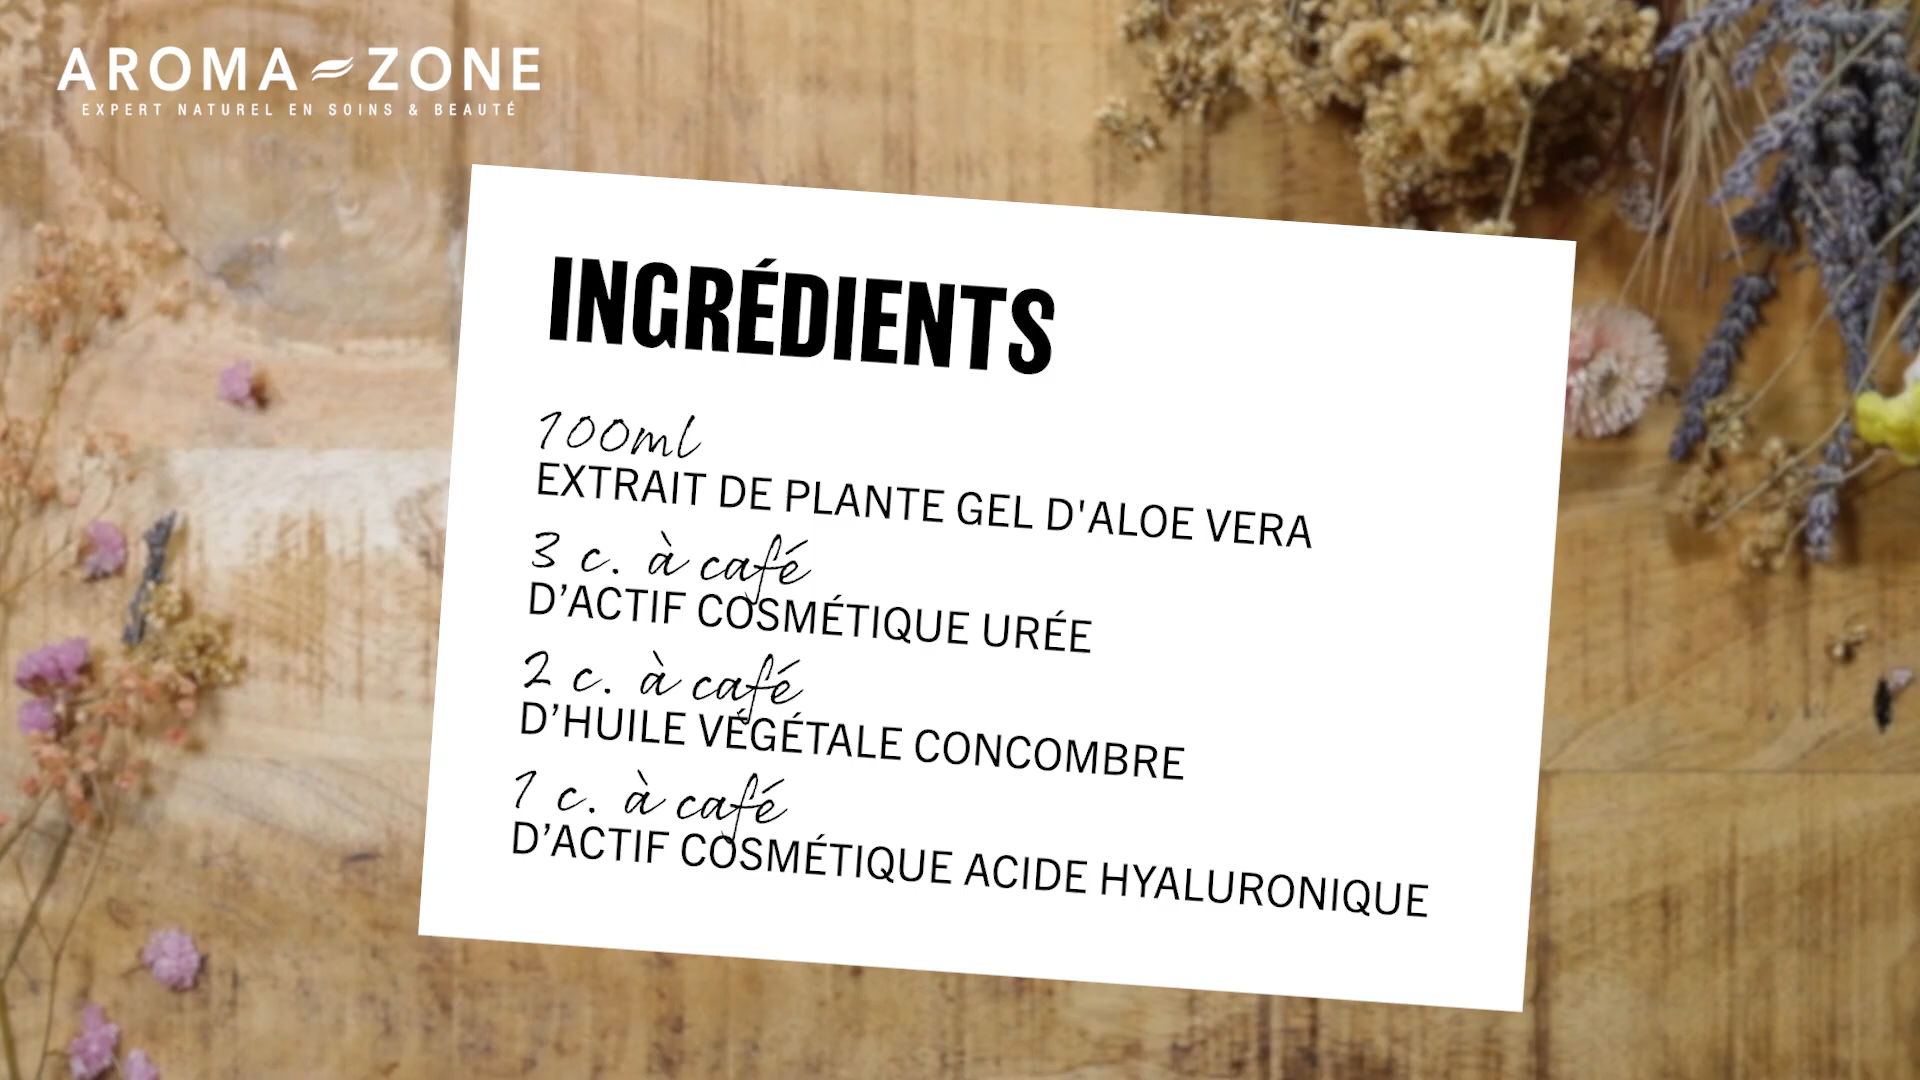 AROMA ZONE
EXPERT NATUREL EN SOINS & BEAUTÉ
INGRÉDIENTS
100ml
EXTRAIT DE PLANTE GEL D'ALOE VERA
3 c. à café
D’ACTIF COSMÉTIQUE URÉE
2 c. à café
D’HUILE VÉGÉTALE CONCOMBRE
1 c. à café
D’ACTIF COSMÉTIQUE ACIDE HYALURONIQUE